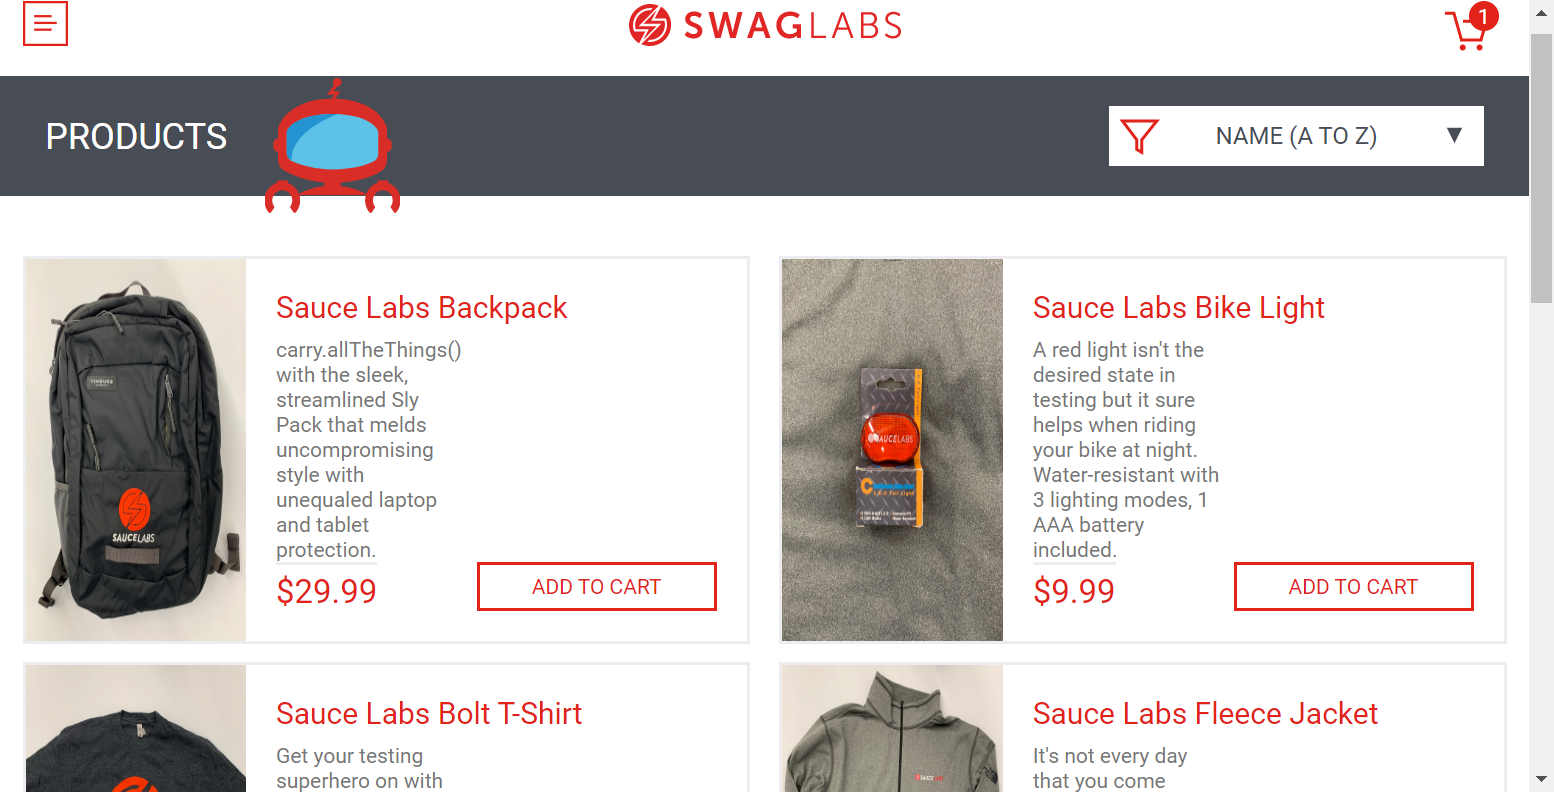 SWAGLABS
1
PRODUCTS
NAME (A TO Z)
Sauce Labs Backpack
carry.allTheThings()
with the sleek,
streamlined Sly
Pack that melds
uncompromising
style with
unequaled laptop
and tablet
protection.
$29.99
ADD TO CART
SAUCELABS
Sauce Labs Bike Light
A red light isn't the
desired state in
testing but it sure
helps when riding
your bike at night.
Water-resistant with
3 lighting modes, 1
AAA battery
included.
$9.99
ADD TO CART
SAUCELABS
Sauce Labs Bolt T-Shirt
Get your testing
superhero on with
Sauce Labs Fleece Jacket
It's not every day
that you come